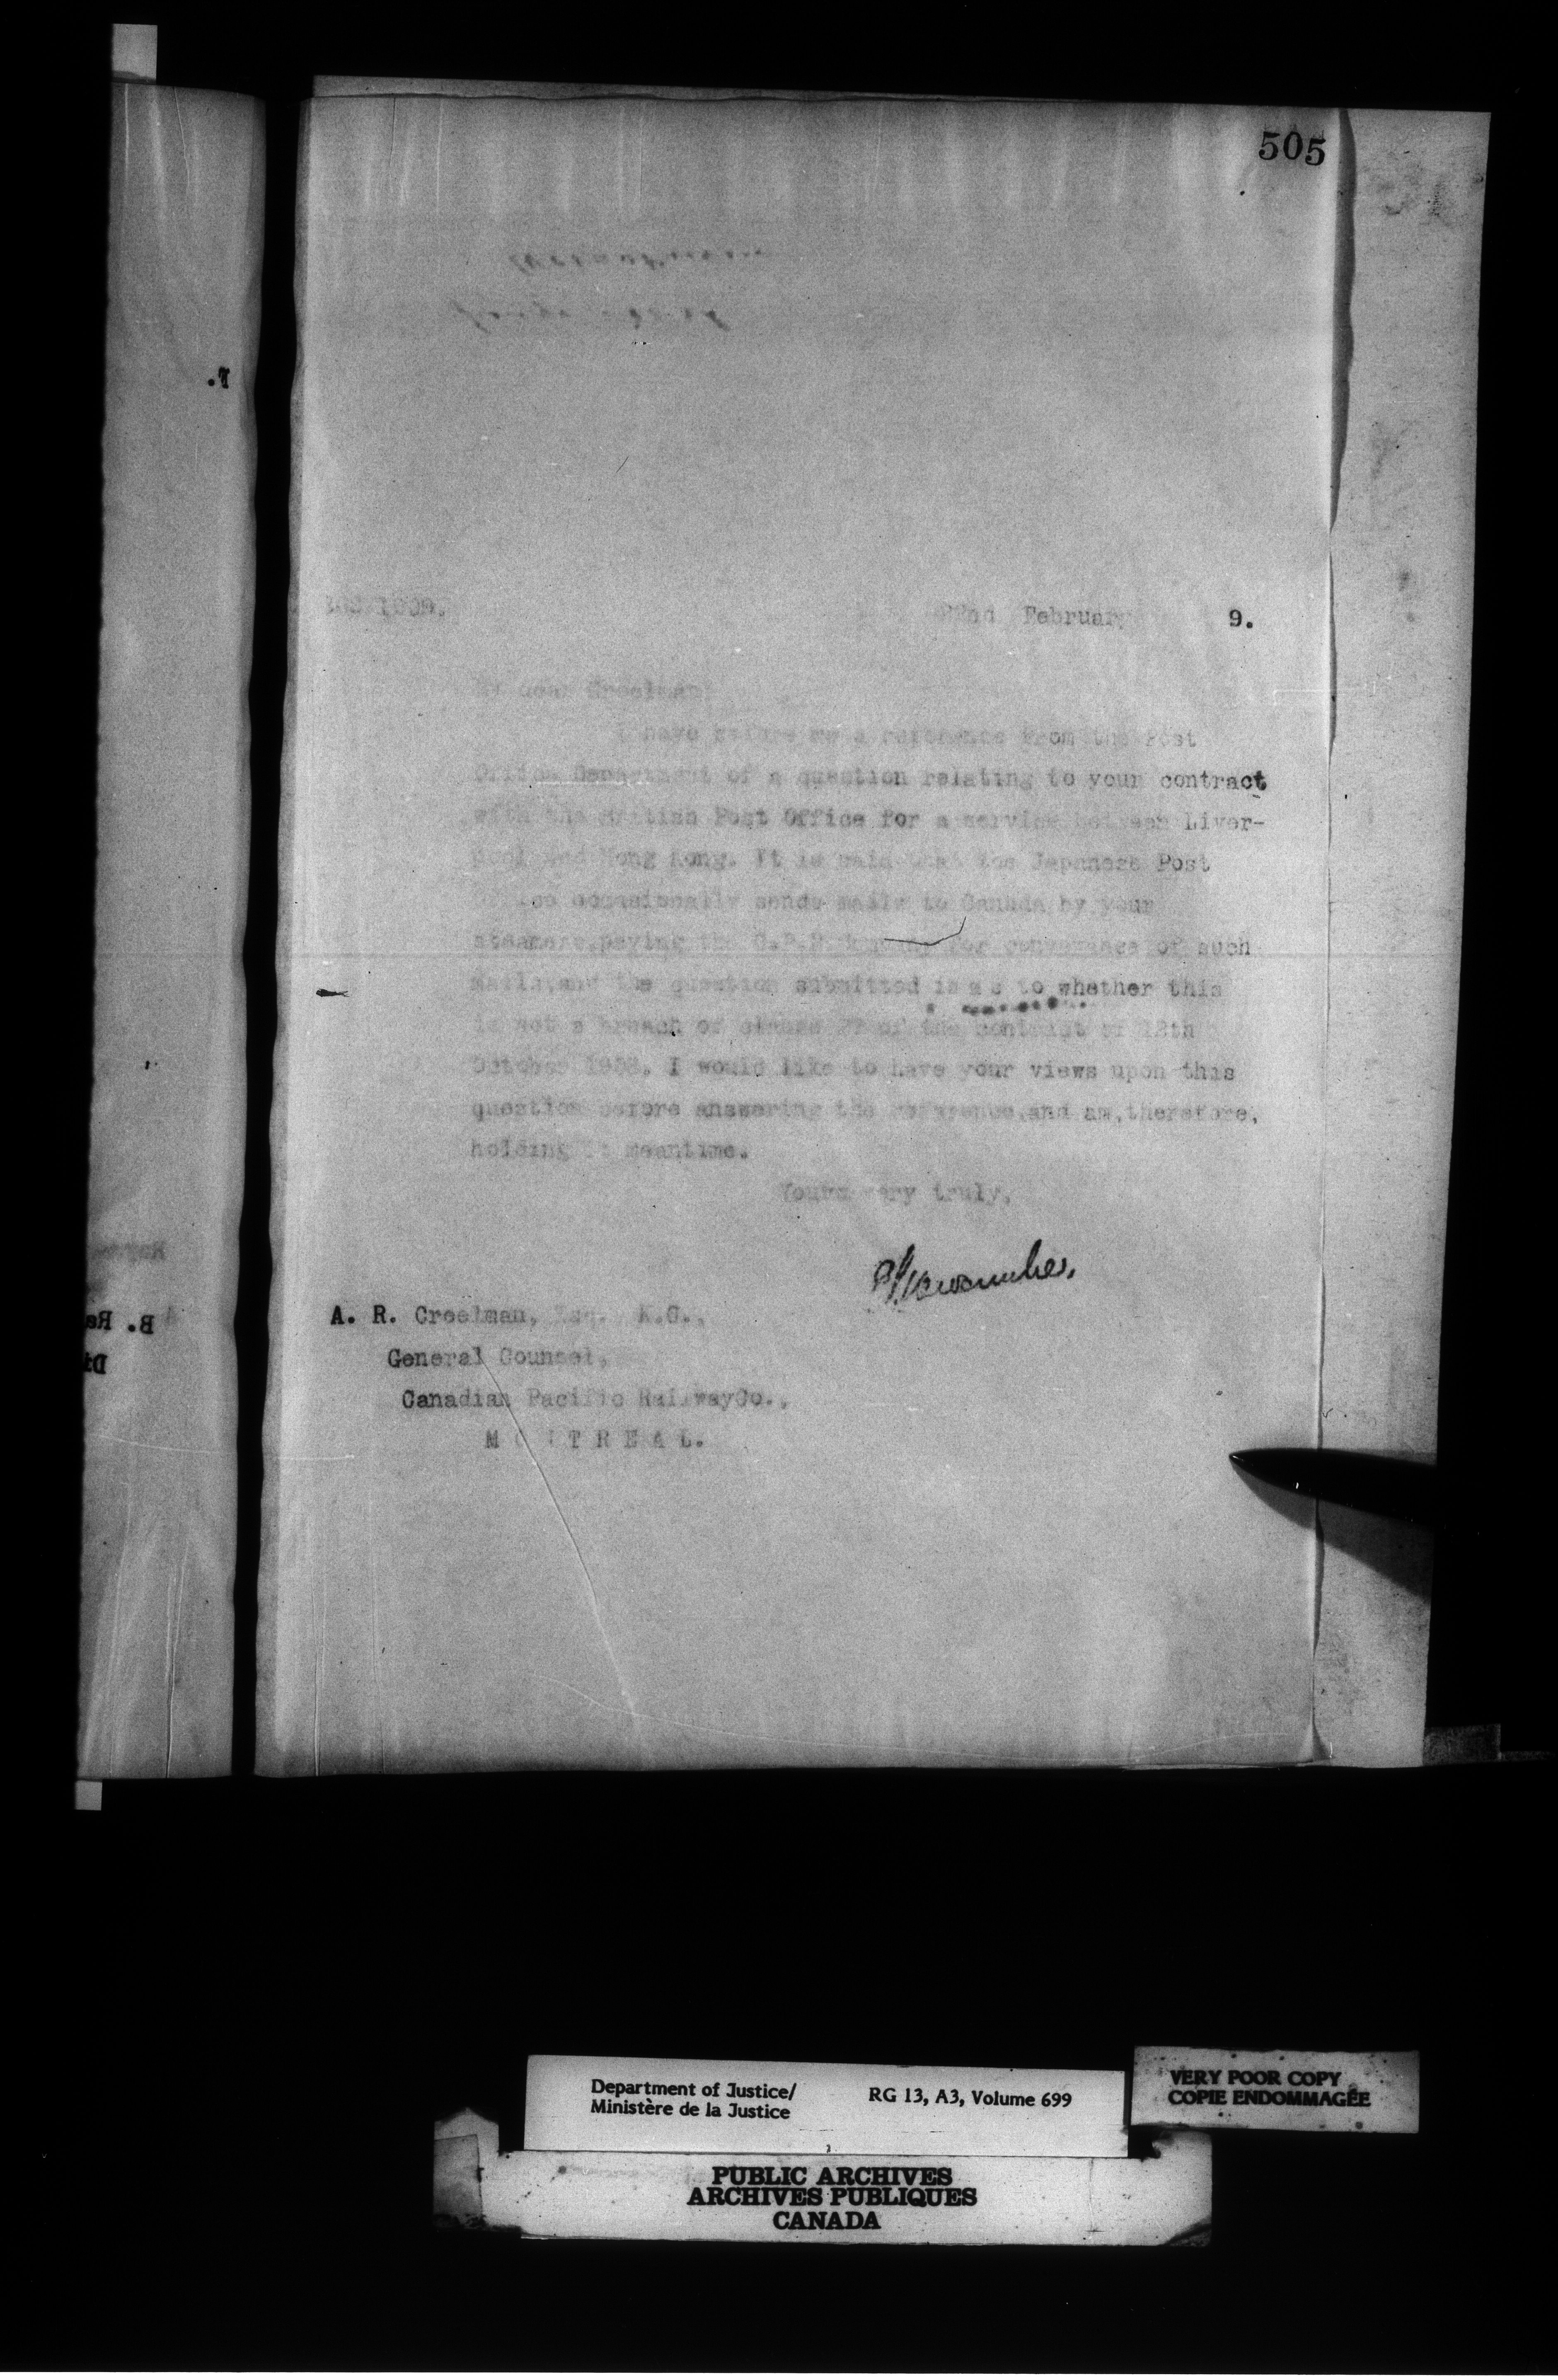 505
22nd February 9.
My dear Creelman,
I have before me a reference from the Post
Office Department of a question relating to your contract
with the British Post Office for a service between Liver-
pool and Hong Kong. It is said that the Japanese Post
Office occasionally sends mails to Canada by your
steamers, paying the C.P.R. for conveyance of such
mails, and the question submitted is as to whether this
is not a breach of clause 27 of the contract of 12th
October I would like to have your views upon this
question before answering the reference, and am, therefore,
holding it meantime.
Yours very truly,
A. R. Creelman, Esq. K.C.,
General Counsel,
Canadian Pacific RailwayCo.,
M O N T R E A L.
Department of Justice/
Ministère de la Justice
RG 13, A3, Volume 699
VERY POOR COPY
COPIE ENDOMMAGÉE
PUBLIC ARCHIVES
ARCHIVES PUBLIQUES
CANADA